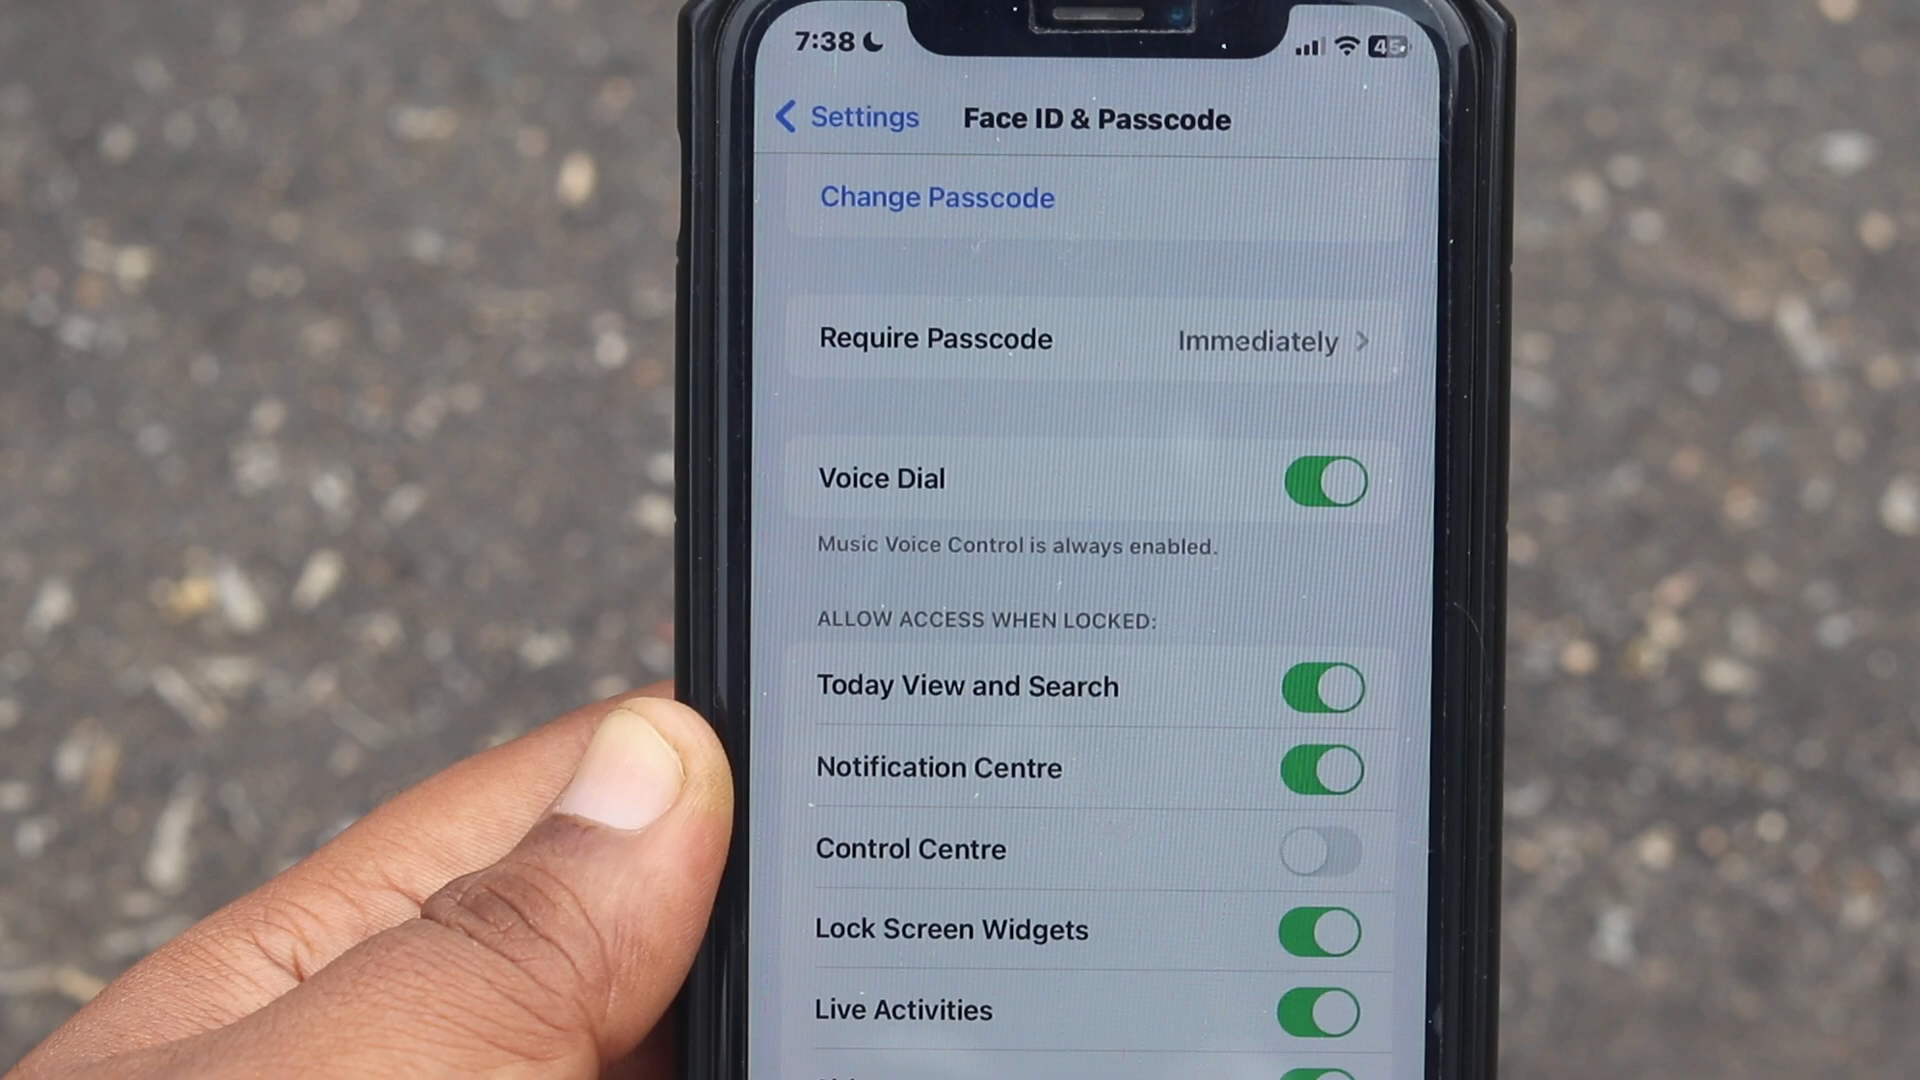 7:38
45
Settings
Face ID & Passcode
Change Passcode
Require Passcode Immediately
Voice Dial
Music Voice Control is always enabled.
ALLOW ACCESS WHEN LOCKED:
Today View and Search
Notification Centre
Control Centre
Lock Screen Widgets
Live Activities